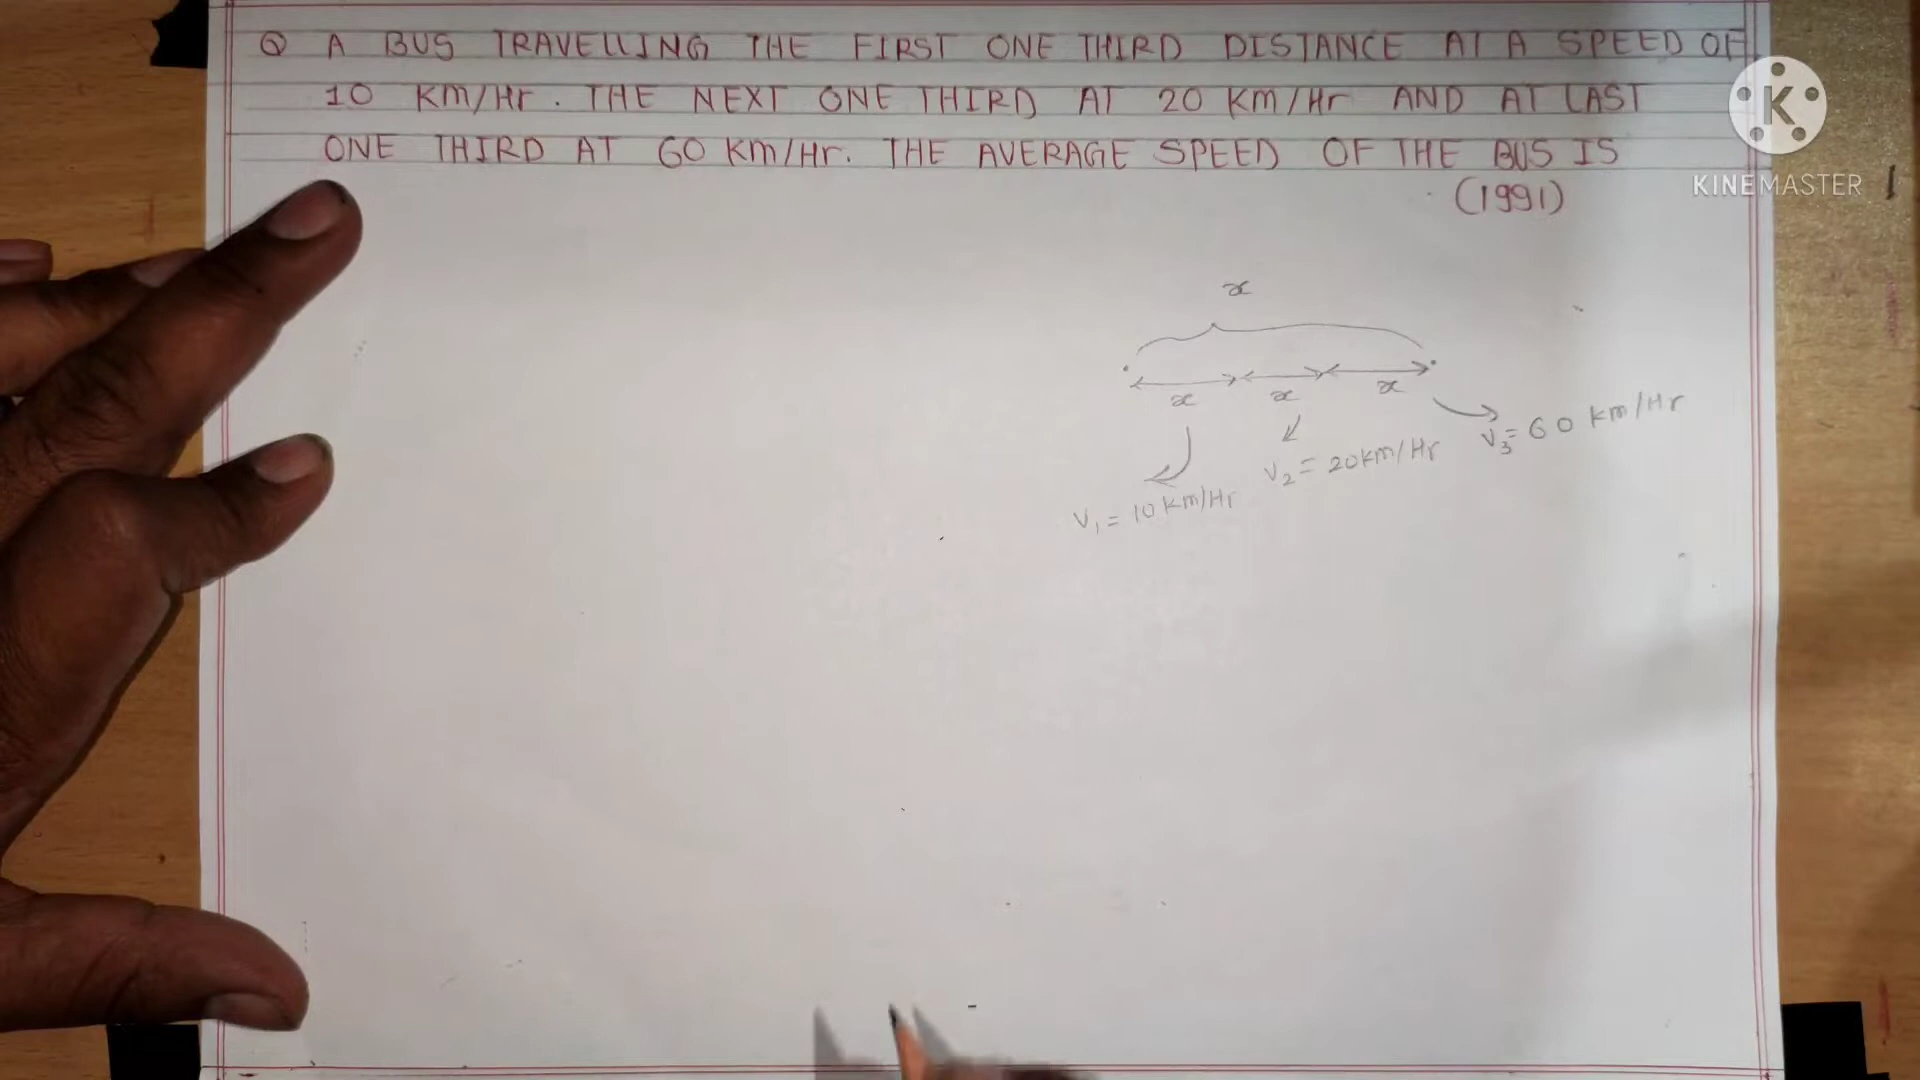 Q A BUS TRAVELLING THE FIRST ONE THIRD DISTANCE AT A SPEED OF
10 KM/Hr. THE NEXT ONE THIRD AT 20 KM/Hr AND AT LAST
ONE THIRD AT 60 KM/Hr. THE AVERAGE SPEED OF THE BUS IS
(1991)
K
KINEMASTER
x
x x x
V1 = 10 KM/Hr
V2 = 20 KM/Hr
V3 = 60 KM/Hr